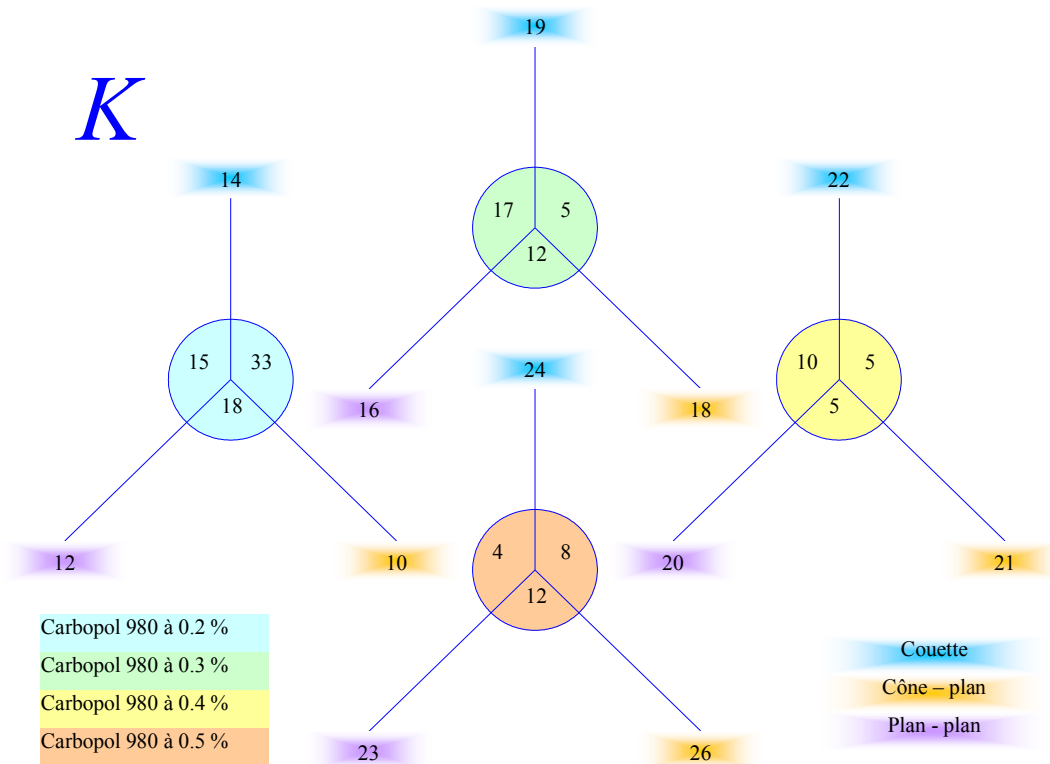 19
K
14
22
17 5
12
15 33
18
24
10 5
5
16
18
12
10
4 8
12
20
21
Carbopol 980 à 0.2 %
Carbopol 980 à 0.3 %
Carbopol 980 à 0.4 %
Carbopol 980 à 0.5 %
Couette
Cône – plan
Plan - plan
23
26